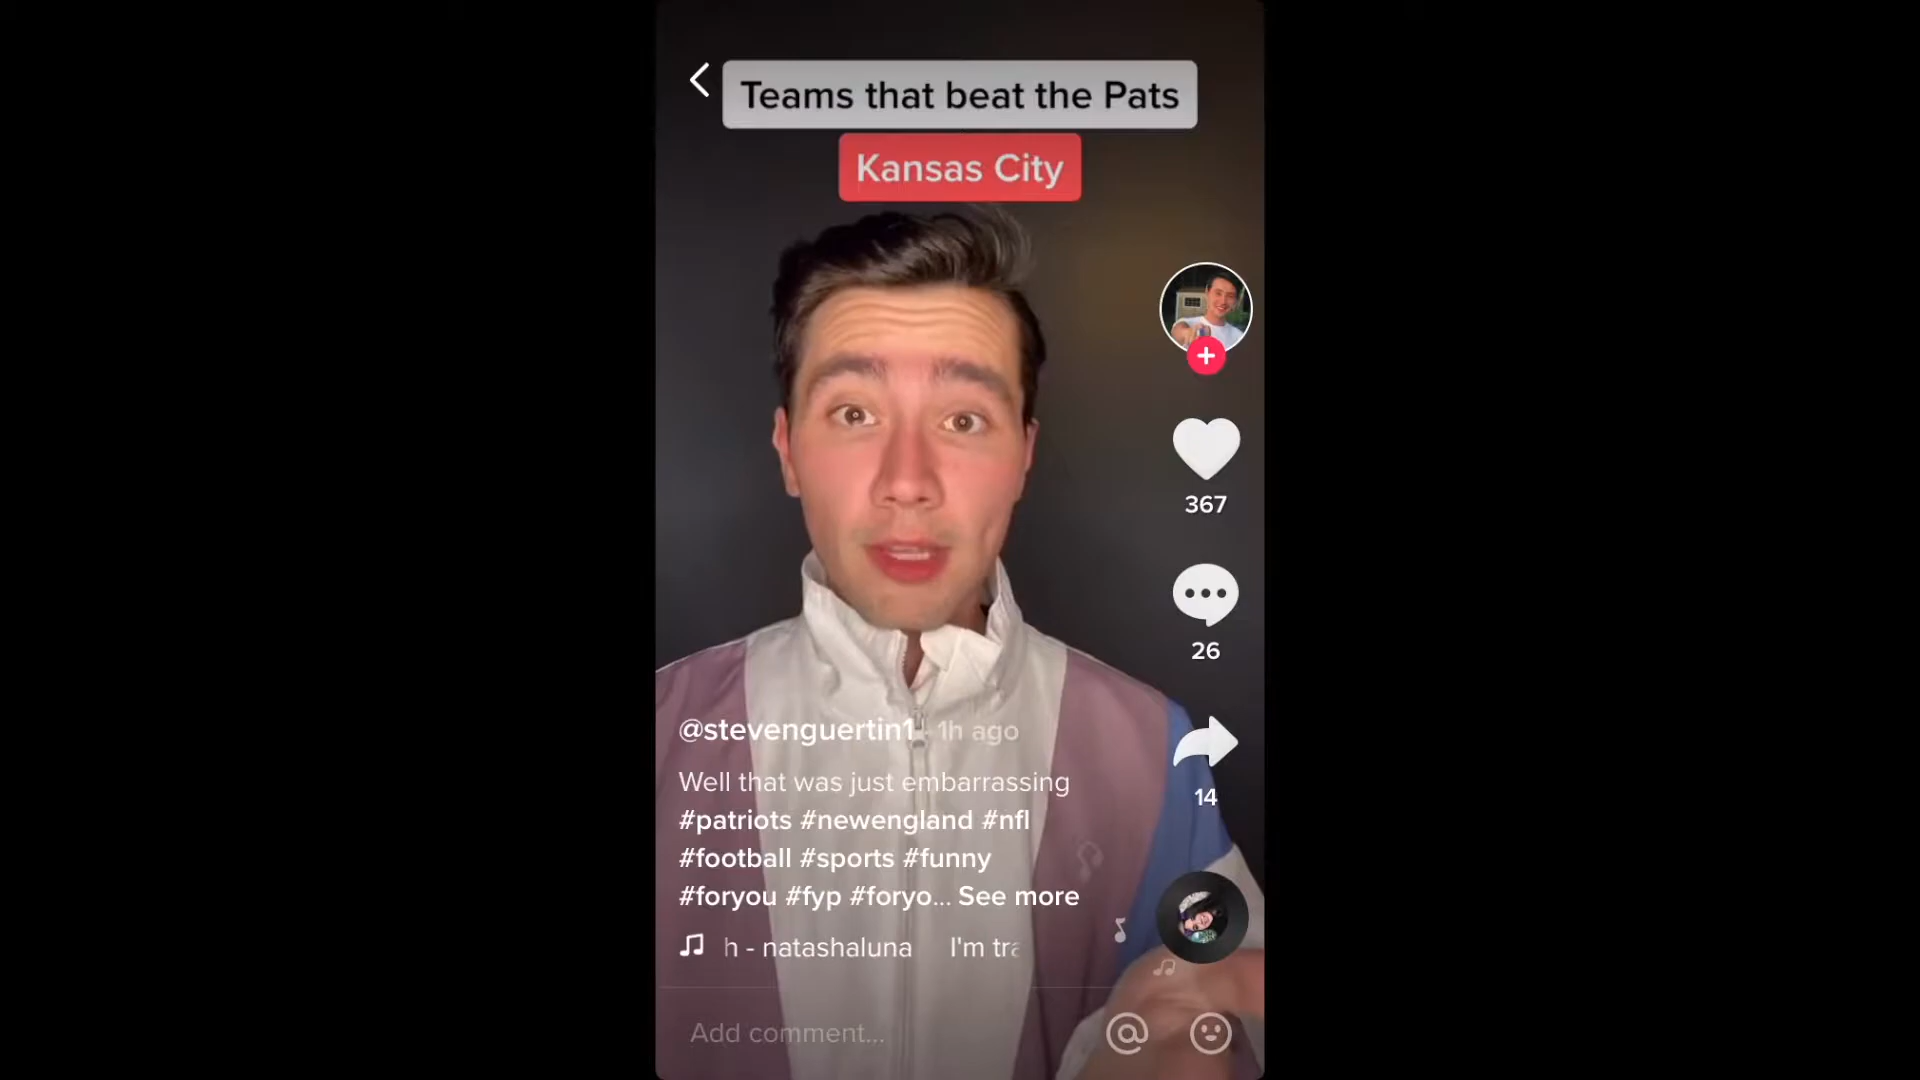 Teams that beat the Pats
Kansas City
367
26
@stevenguertin1 · 1h ago
Well that was just embarrassing
#patriots #newengland #nfl
#football #sports #funny
#foryou #fyp #foryo... See more
14
h - natashaluna I'm tra
Add comment...